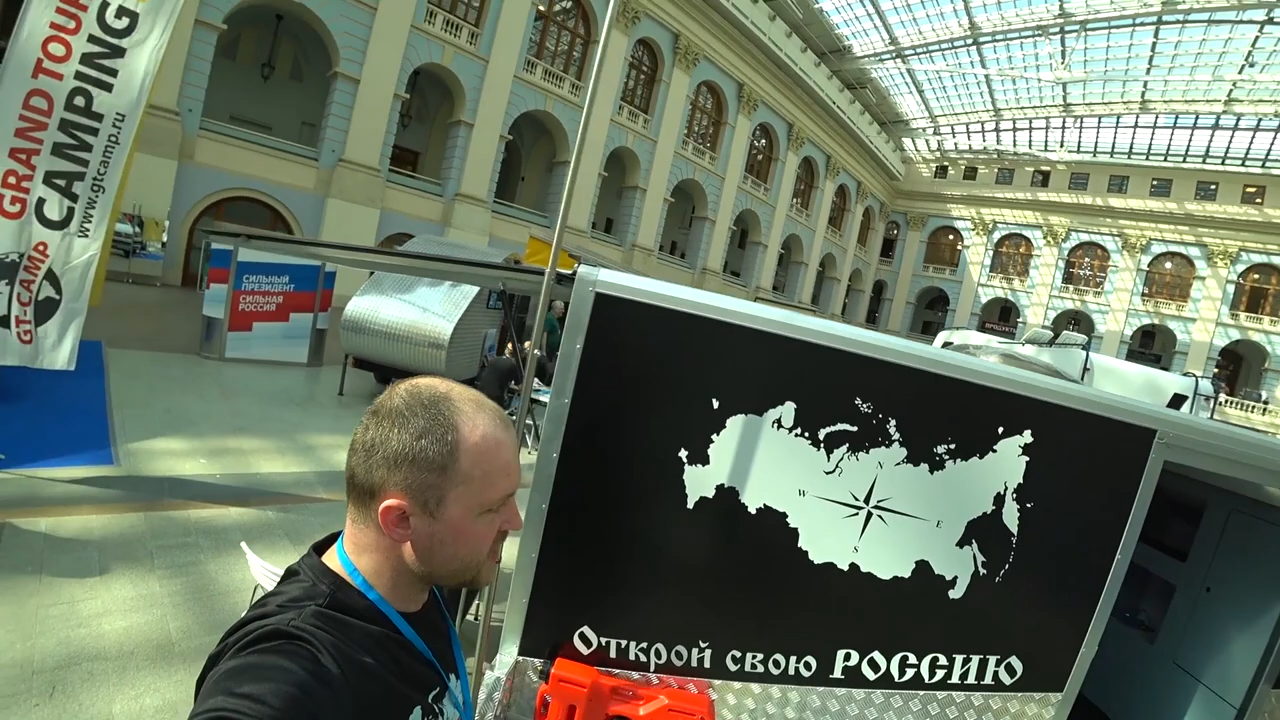 GRAND TOUR
CAMPING
www.gtcamp.ru
GT-CAMP
СИЛЬНЫЙ
ПРЕЗИДЕНТ
СИЛЬНАЯ
РОССИЯ
ПРОДУКТЫ
N
W
E
S
Открой свою РОССИЮ